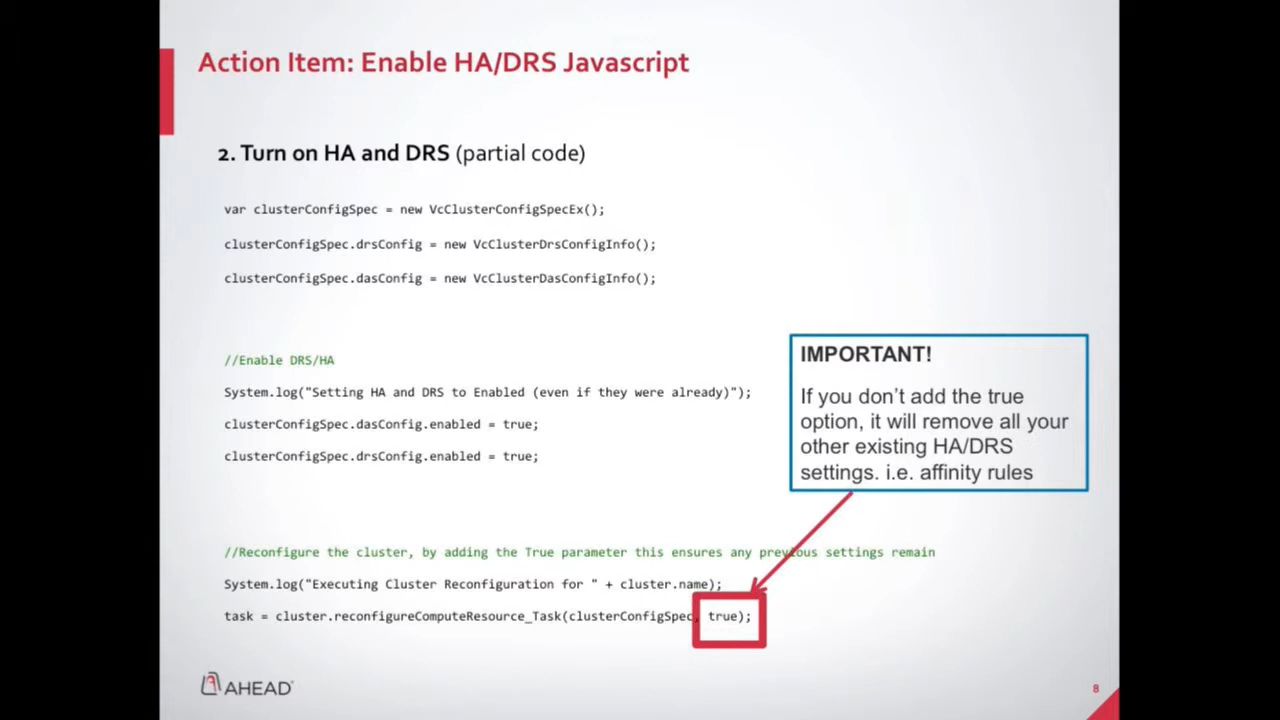 Action Item: Enable HA/DRS Javascript
2. Turn on HA and DRS (partial code)
var clusterConfigSpec = new VcClusterConfigSpecEx();
clusterConfigSpec.drsConfig = new VcClusterDrsConfigInfo();
clusterConfigSpec.dasConfig = new VcClusterDasConfigInfo();
//Enable DRS/HA
System.log("Setting HA and DRS to Enabled (even if they were already)");
clusterConfigSpec.dasConfig.enabled = true;
clusterConfigSpec.drsConfig.enabled = true;
IMPORTANT!
If you don't add the true
option, it will remove all your
other existing HA/DRS
settings. i.e. affinity rules
//Reconfigure the cluster, by adding the True parameter this ensures any previous settings remain
System.log("Executing Cluster Reconfiguration for " + cluster.name);
task = cluster.reconfigureComputeResource_Task(clusterConfigSpec, true);
AHEAD
8